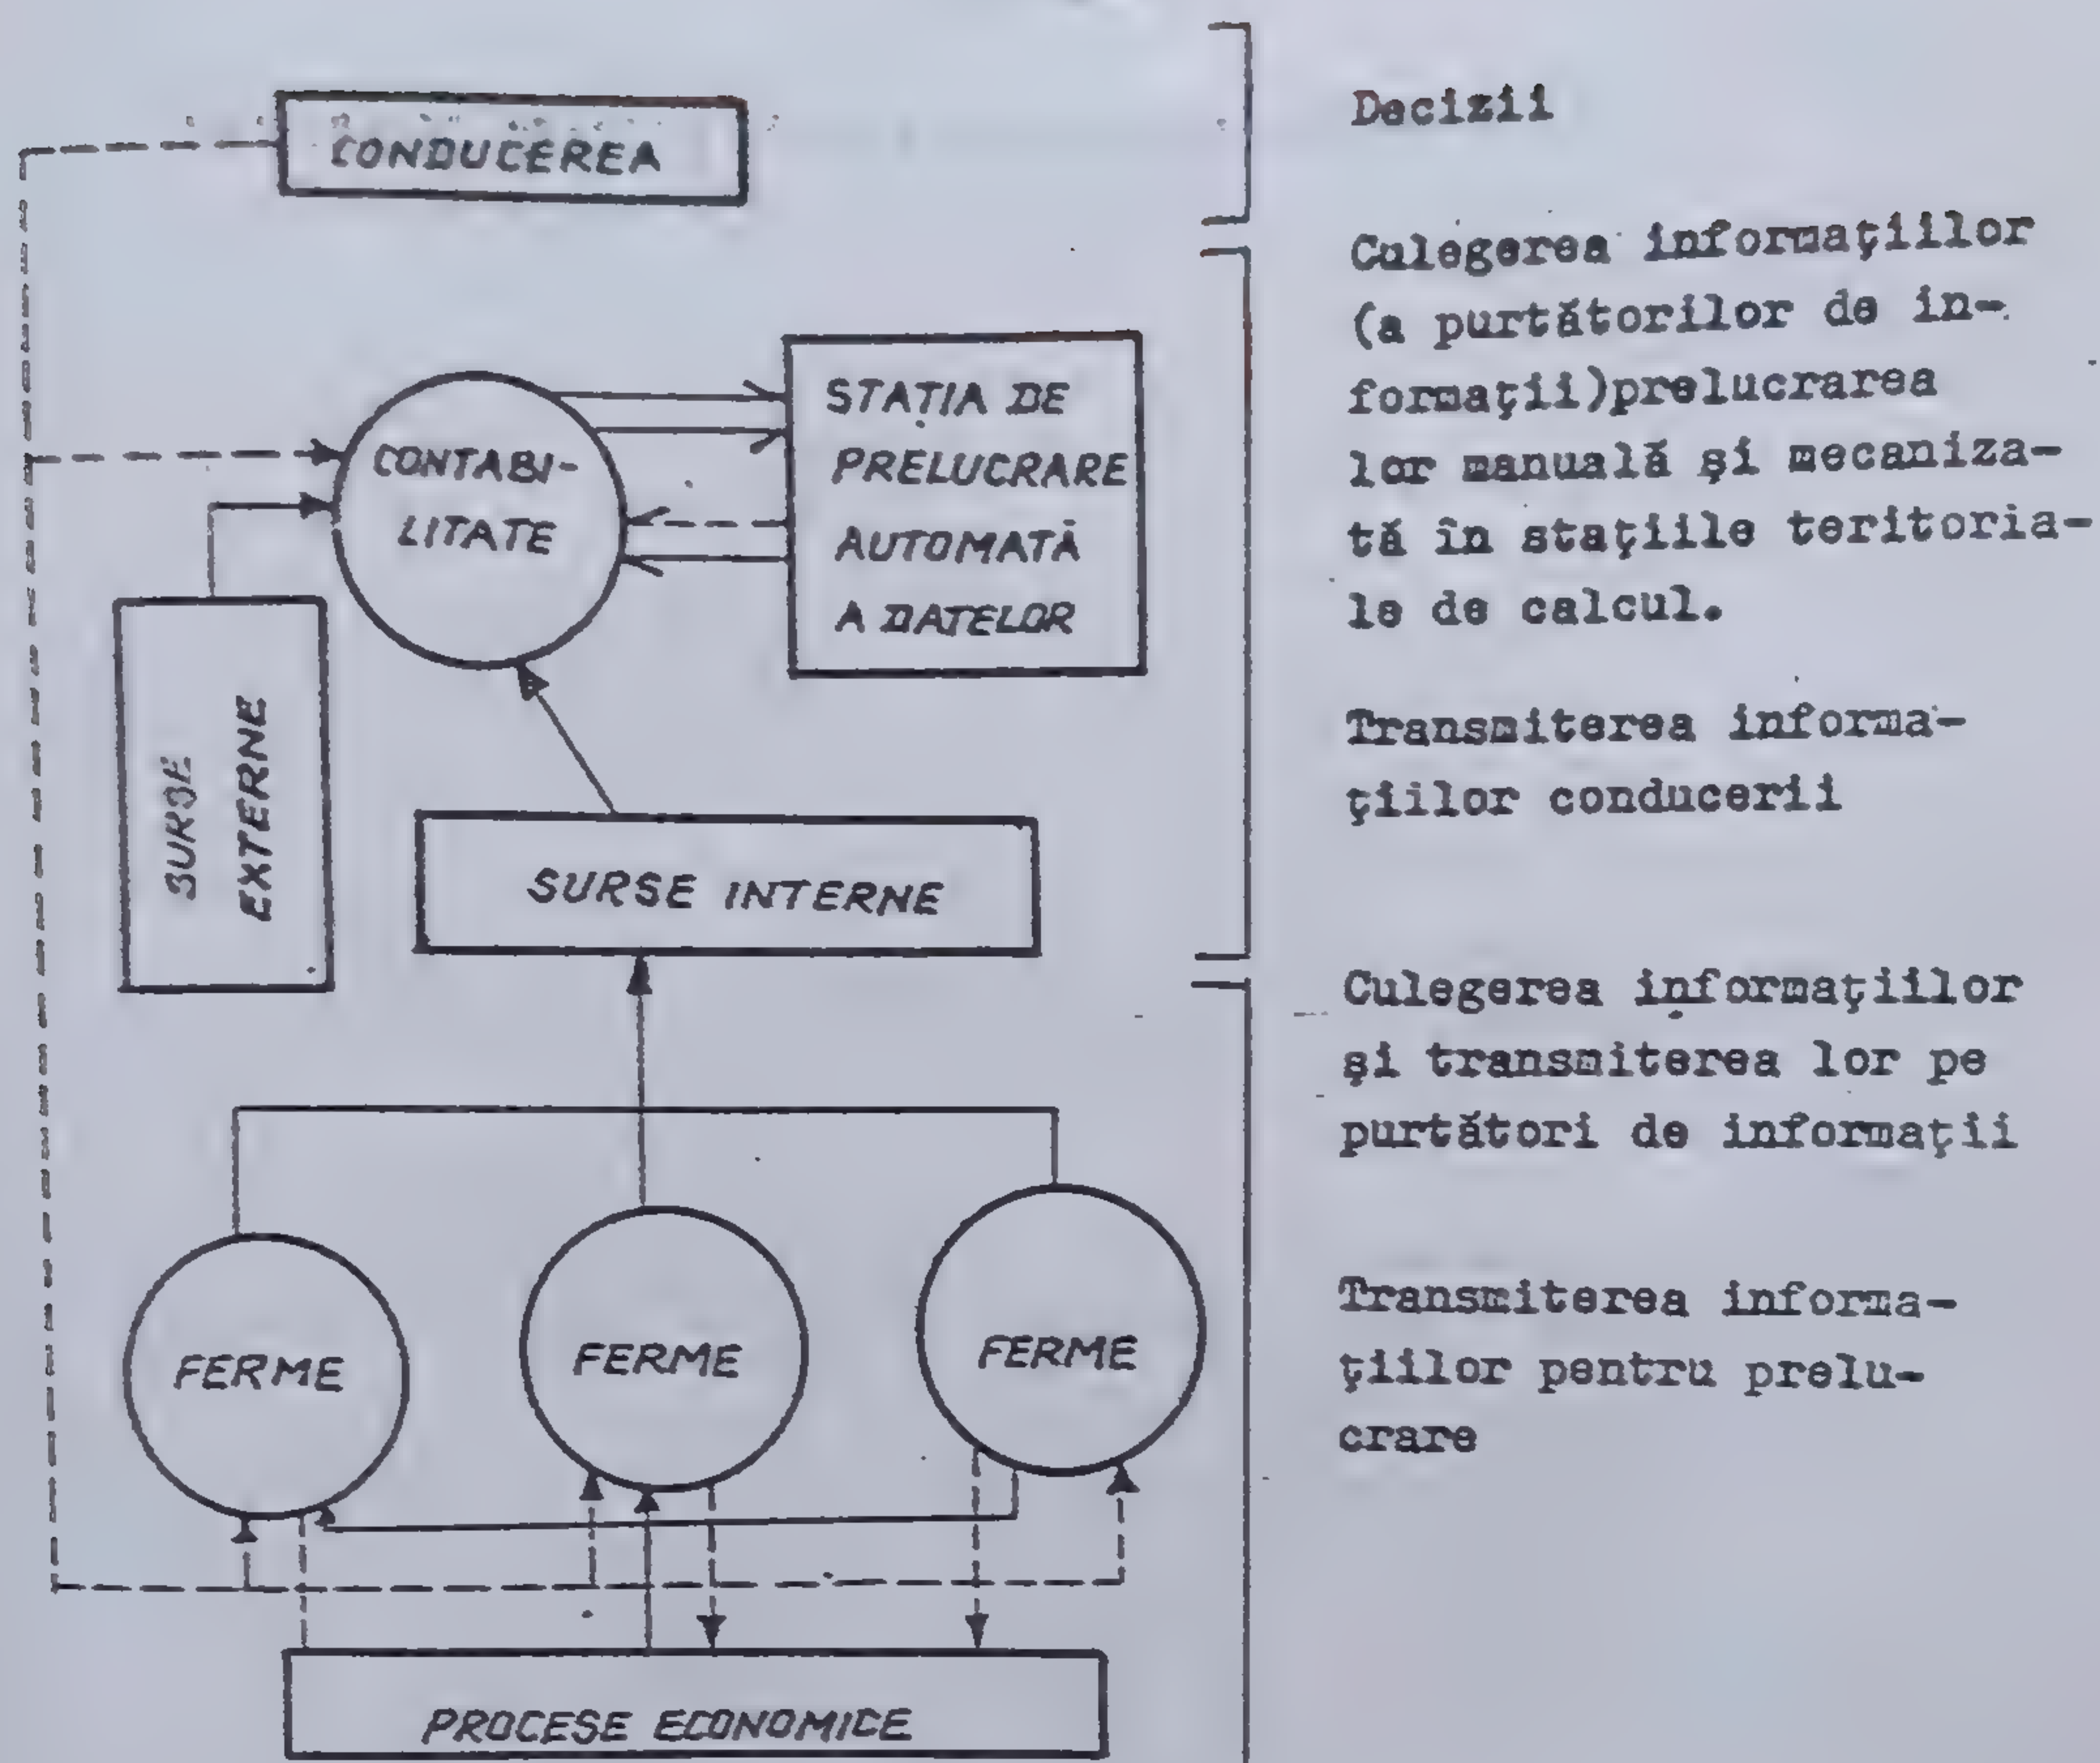 CONDUCEREA
CONTABI-
LITATE
STAȚIA DE
PRELUCRARE
AUTOMATĂ
A DATELOR
SURSE
EXTERNE
SURSE INTERNE
FERME
FERME
FERME
PROCESE ECONOMICE
Decizii
Culegerea informaţiilor
(a purtătorilor de in-
formaţii)prelucrarea
lor manuală şi mecaniza-
tă în staţiile teritoria-
le de calcul.
Transmiterea informa-
ţiilor conducerii
Culegerea informaţiilor
şi transmiterea lor pe
purtători de informaţii
Transmiterea informa-
ţiilor pentru prelu-
crare